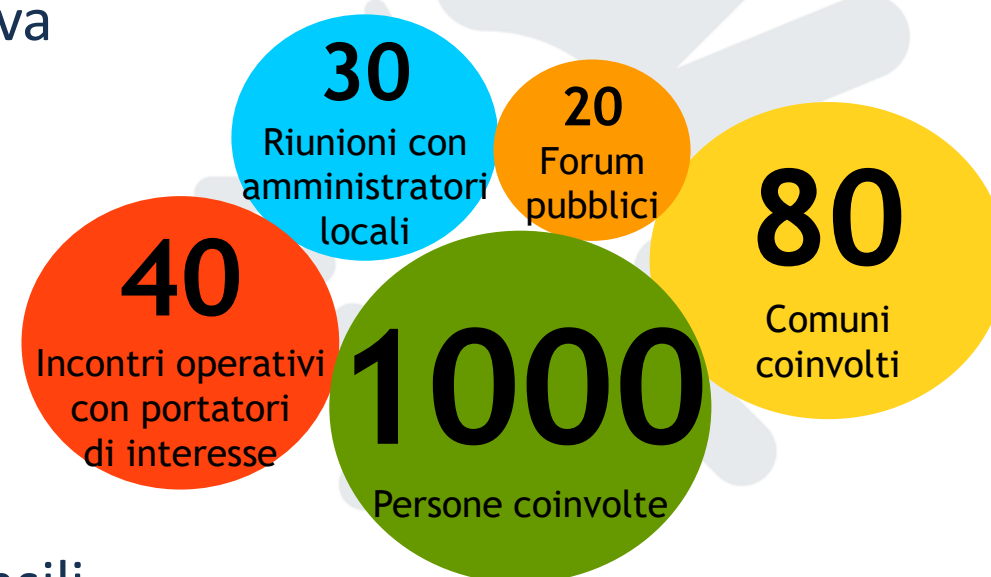 va
30
Riunioni con
amministratori
locali
20
Forum
pubblici
80
Comuni
coinvolti
40
Incontri operativi
con portatori
di interesse
1000
Persone coinvolte